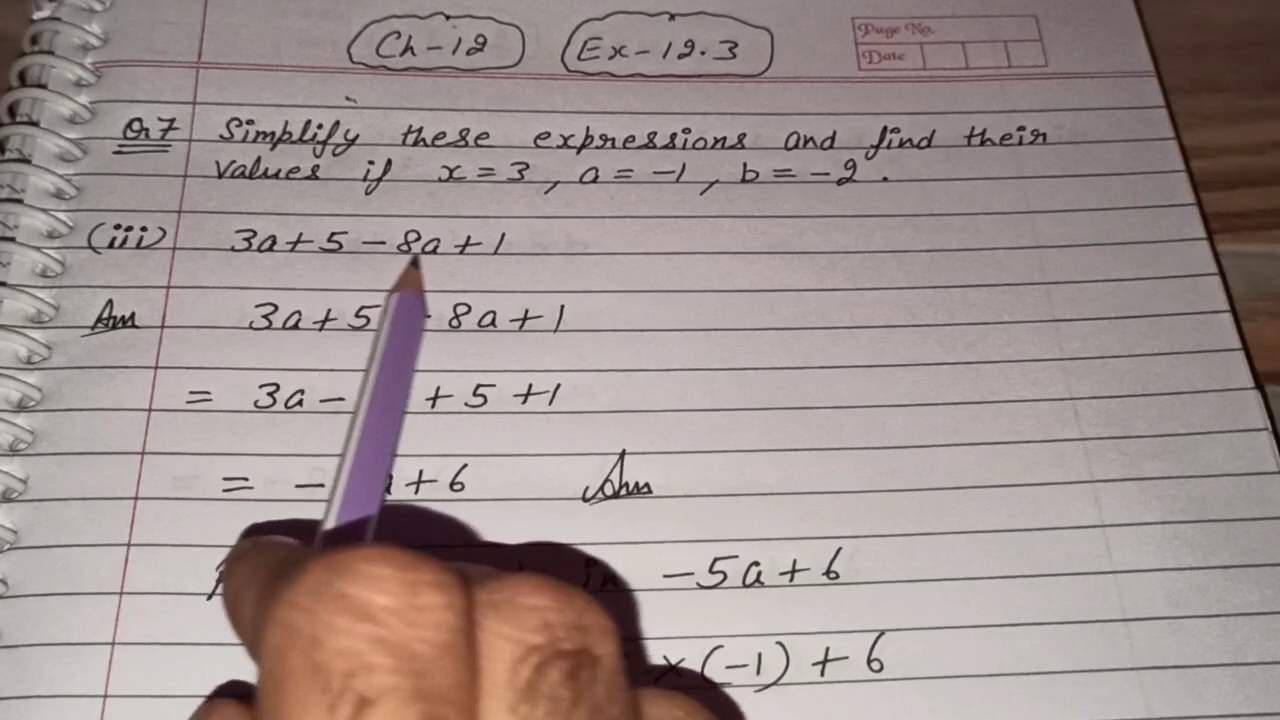 Ch-12 Ex-12.3 Page No.
Date
Q7 Simplify these expressions and find their
values if x = 3, a = -1, b = -2.
(iii) 3a + 5 - 8a + 1
Ans 3a + 5 - 8a + 1
= 3a - + 5 + 1
= - a + 6 Ans
in -5a + 6
× (-1) + 6